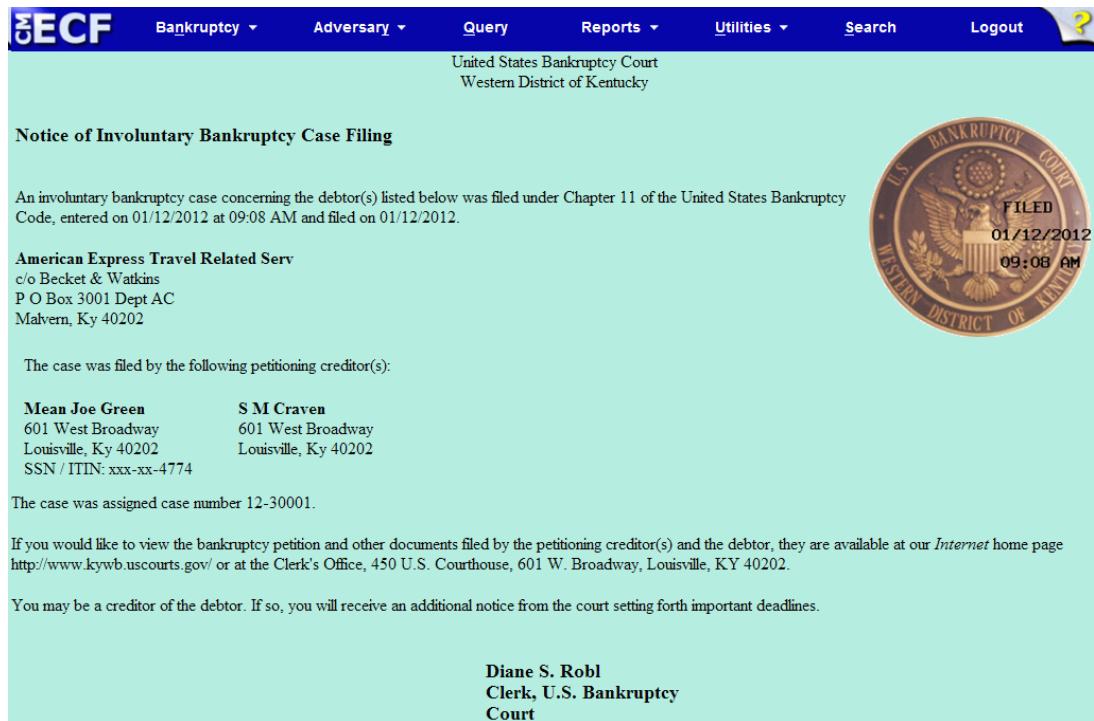 CM ECF Bankruptcy Adversary Query Reports Utilities Search Logout ?
United States Bankruptcy Court
Western District of Kentucky
Notice of Involuntary Bankruptcy Case Filing
An involuntary bankruptcy case concerning the debtor(s) listed below was filed under Chapter 11 of the United States Bankruptcy
Code, entered on 01/12/2012 at 09:08 AM and filed on 01/12/2012.
U.S. BANKRUPTCY COURT
WESTERN DISTRICT OF KENTUCKY
FILED
01/12/2012
09:08 AM
American Express Travel Related Serv
c/o Becket & Watkins
P O Box 3001 Dept AC
Malvern, Ky 40202
The case was filed by the following petitioning creditor(s):
Mean Joe Green
601 West Broadway
Louisville, Ky 40202
SSN / ITIN: xxx-xx-4774
S M Craven
601 West Broadway
Louisville, Ky 40202
The case was assigned case number 12-30001.
If you would like to view the bankruptcy petition and other documents filed by the petitioning creditor(s) and the debtor, they are available at our Internet home page
http://www.kywb.uscourts.gov/ or at the Clerk's Office, 450 U.S. Courthouse, 601 W. Broadway, Louisville, KY 40202.
You may be a creditor of the debtor. If so, you will receive an additional notice from the court setting forth important deadlines.
Diane S. Robl
Clerk, U.S. Bankruptcy
Court